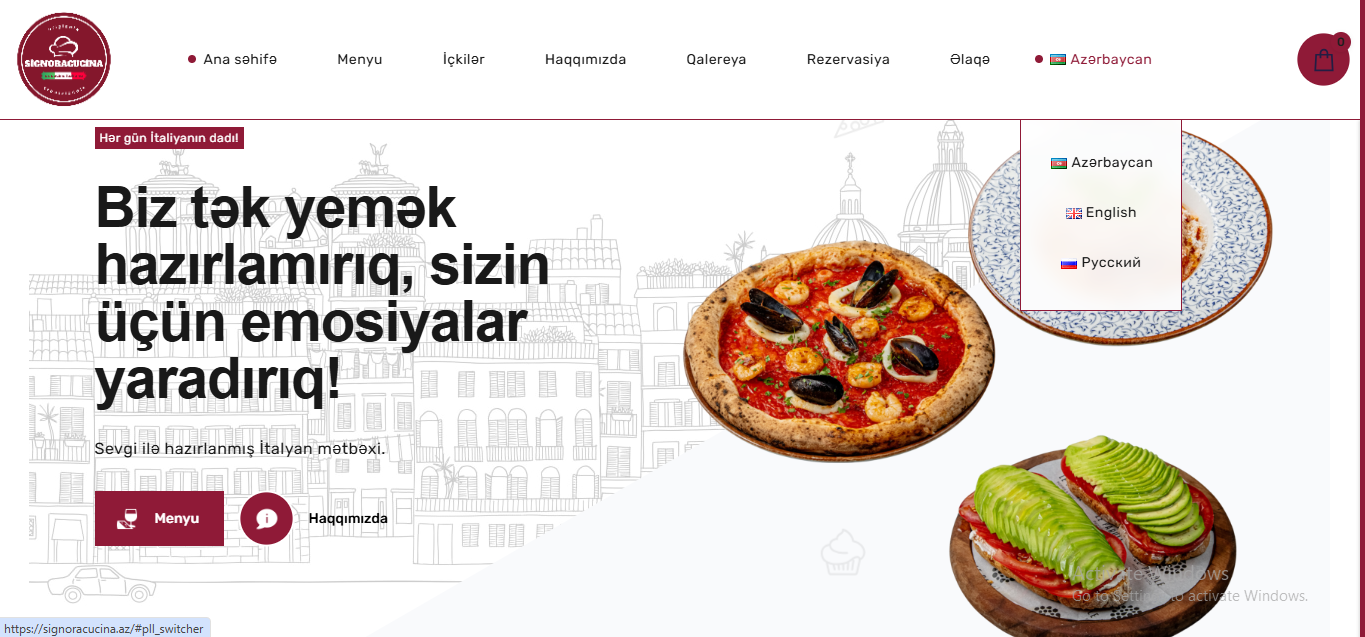 SIGNORACUCINA
Ana səhifə
Menyu
İçkilər
Haqqımızda
Qalereya
Rezervasiya
Əlaqə
Azərbaycan
0
Azərbaycan
English
Русский
Hər gün İtaliyanın dadı!
Biz tək yemək
hazırlamırıq, sizin
üçün emosiyalar
yaradırıq!
Sevgi ilə hazırlanmış İtalyan mətbəxi.
Menyu
Haqqımızda
Activate Windows
Go to Settings to activate Windows.
https://signoracucina.az/#pll_switcher